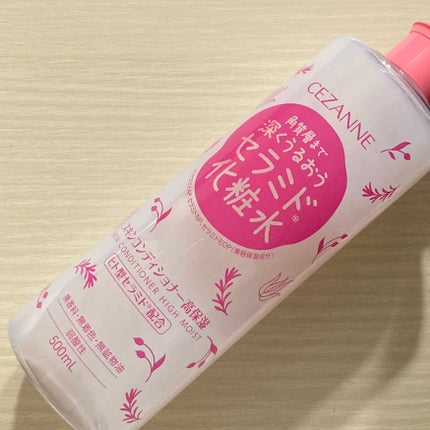 CEZANNE
角質層まで
深くうるおう
セラミド※
化粧水
スキンコンディショナー高保湿
SKIN CONDITIONER HIGH MOIST
ヒト型セラミド※配合
無香料・無着色・無鉱物油
弱酸性
500mL